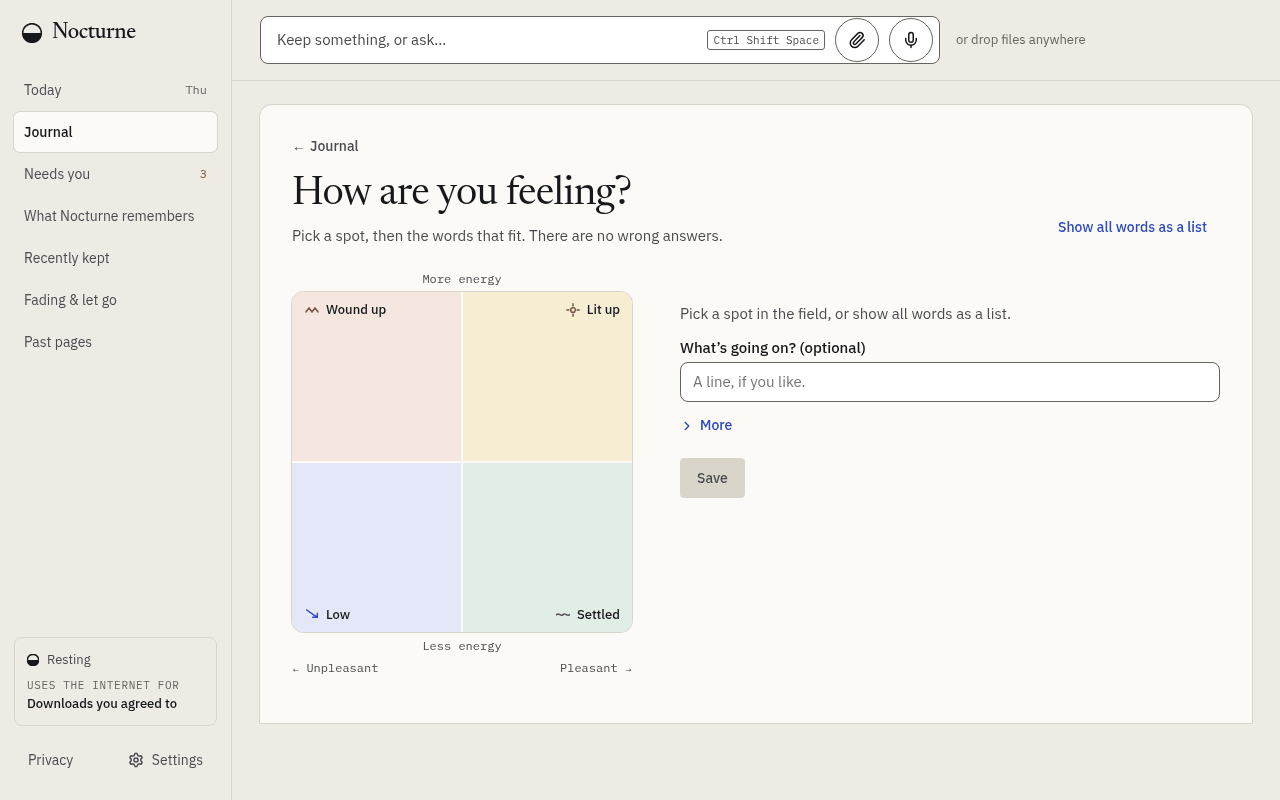 Nocturne
Today
Thu
Journal
Needs you
3
What Nocturne remembers
Recently kept
Fading & let go
Past pages
Resting
USES THE INTERNET FOR
Downloads you agreed to
Privacy
Settings
Keep something, or ask…
Ctrl Shift Space
or drop files anywhere
← Journal
How are you feeling?
Pick a spot, then the words that fit. There are no wrong answers.
Show all words as a list
More energy
Wound up
Lit up
Low
Settled
Less energy
← Unpleasant
Pleasant →
Pick a spot in the field, or show all words as a list.
What’s going on? (optional)
A line, if you like.
More
Save